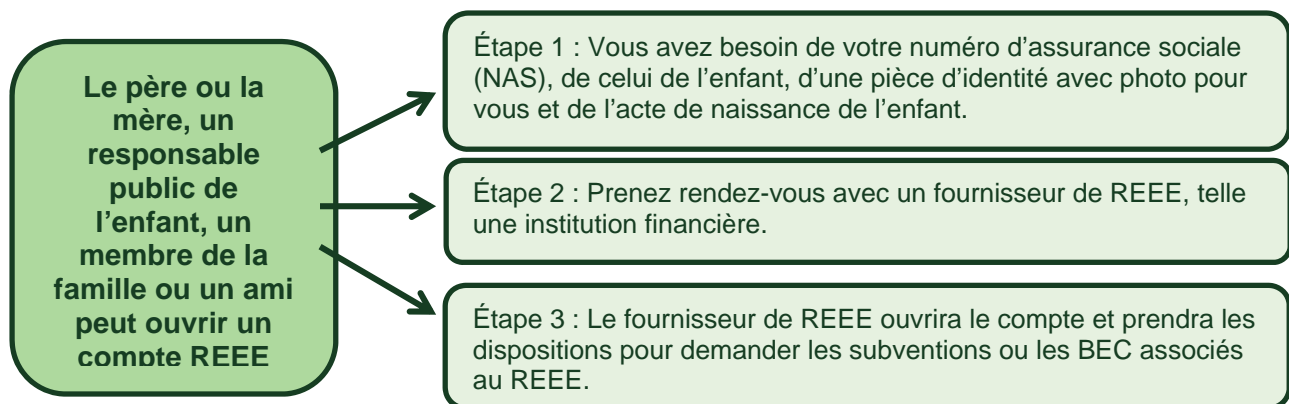 Le père ou la
mère, un
responsable
public de
l’enfant, un
membre de la
famille ou un ami
peut ouvrir un
compte REEE
Étape 1 : Vous avez besoin de votre numéro d’assurance sociale
(NAS), de celui de l’enfant, d’une pièce d’identité avec photo pour
vous et de l’acte de naissance de l’enfant.
Étape 2 : Prenez rendez-vous avec un fournisseur de REEE, telle
une institution financière.
Étape 3 : Le fournisseur de REEE ouvrira le compte et prendra les
dispositions pour demander les subventions ou les BEC associés
au REEE.